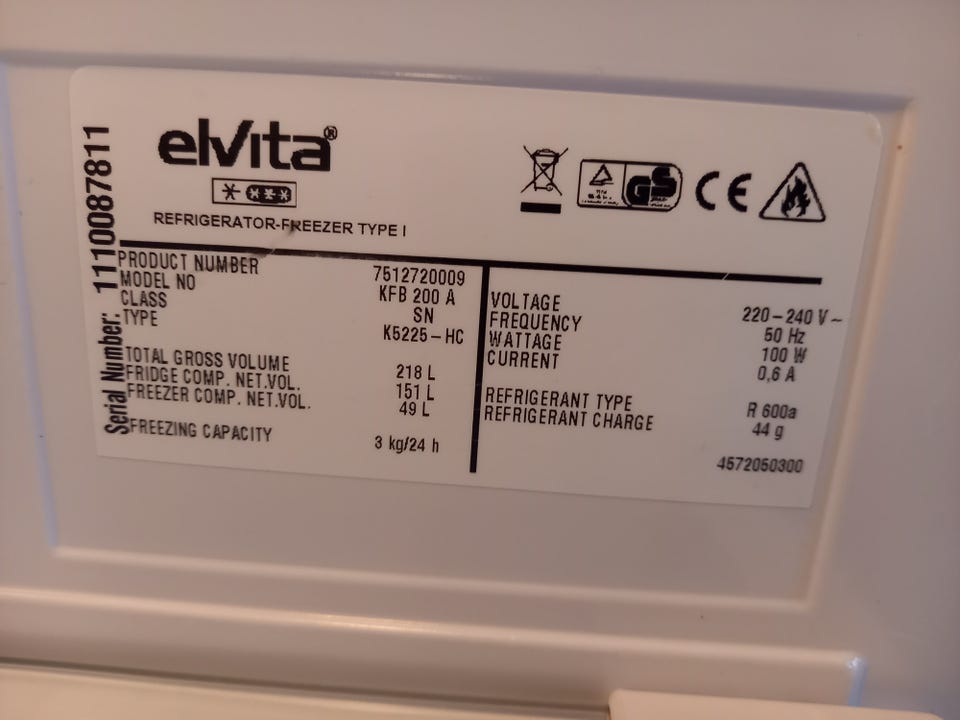 elvita®
REFRIGERATOR-FREEZER TYPE I
GS
CE
Serial Number: 1110087811
PRODUCT NUMBER 7512720009
MODEL NO KFB 200 A
CLASS SN
TYPE K5225-HC
TOTAL GROSS VOLUME 218 L
FRIDGE COMP. NET.VOL. 151 L
FREEZER COMP. NET.VOL. 49 L
FREEZING CAPACITY 3 kg/24 h
VOLTAGE 220-240 V~
FREQUENCY 50 Hz
WATTAGE 100 W
CURRENT 0,6 A
REFRIGERANT TYPE R 600a
REFRIGERANT CHARGE 44 g
4572050300